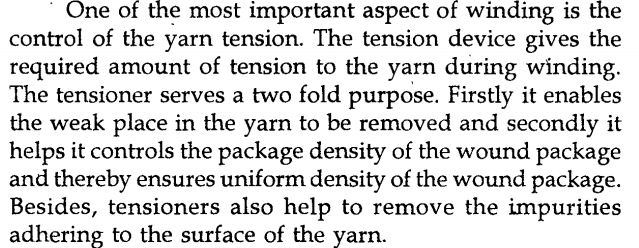 One of the most important aspect of winding is the
control of the yarn tension. The tension device gives the
required amount of tension to the yarn during winding.
The tensioner serves a two fold purpose. Firstly it enables
the weak place in the yarn to be removed and secondly it
helps it controls the package density of the wound package
and thereby ensures uniform density of the wound package.
Besides, tensioners also help to remove the impurities
adhering to the surface of the yarn.